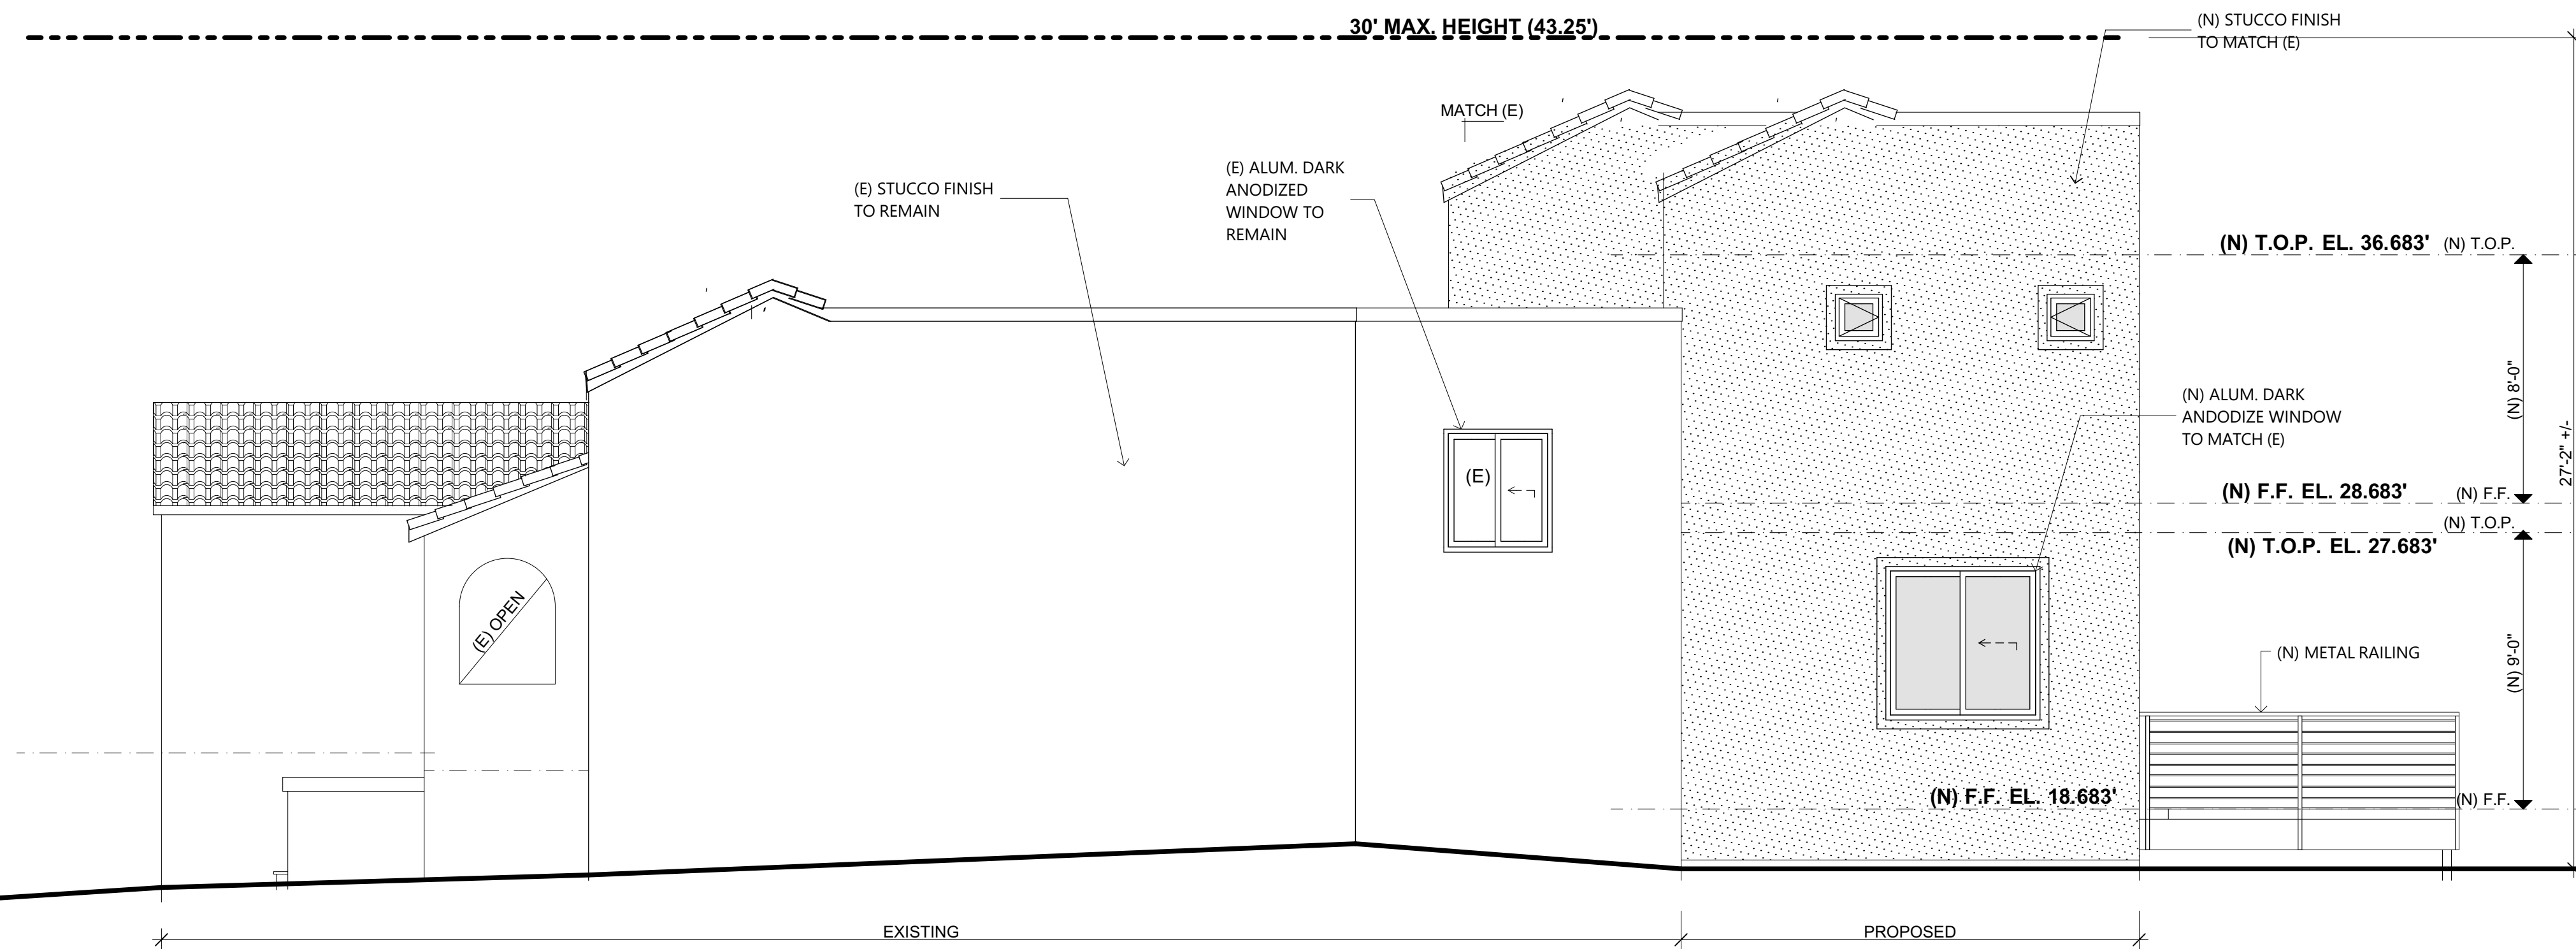 30' MAX. HEIGHT (43.25')
(N) STUCCO FINISH
TO MATCH (E)
MATCH (E)
(E) STUCCO FINISH
TO REMAIN
(E) ALUM. DARK
ANODIZED
WINDOW TO
REMAIN
(N) T.O.P. EL. 36.683'
(N) T.O.P.
(N) 8'-0"
27'-2" +/-
(N) ALUM. DARK
ANDODIZE WINDOW
TO MATCH (E)
(E)
(N) F.F. EL. 28.683'
(N) F.F.
(N) T.O.P.
(N) T.O.P. EL. 27.683'
(E) OPEN
(N) 9'-0"
(N) METAL RAILING
(N) F.F. EL. 18.683'
(N) F.F.
EXISTING
PROPOSED